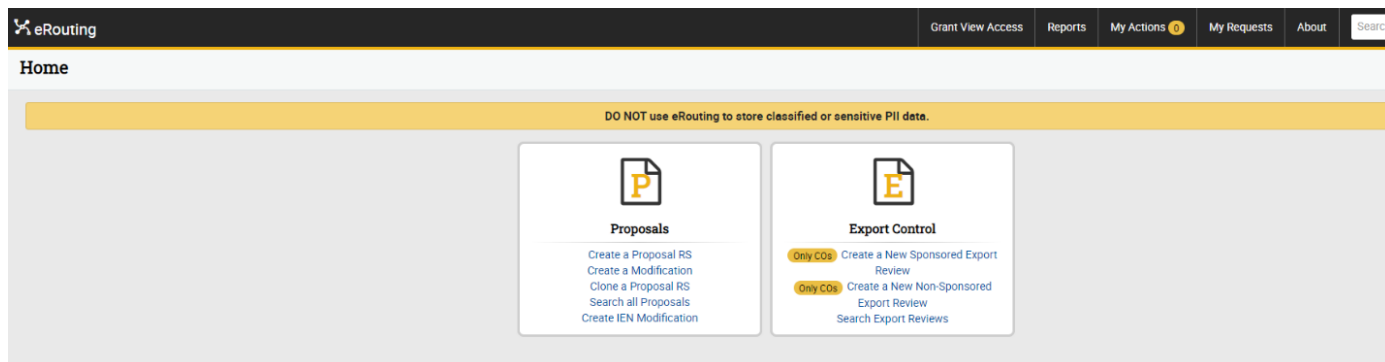 eRouting
Grant View Access
Reports
My Actions 0
My Requests
About
Searc
Home
DO NOT use eRouting to store classified or sensitive PII data.
P
Proposals
Create a Proposal RS
Create a Modification
Clone a Proposal RS
Search all Proposals
Create IEN Modification
E
Export Control
Only COs Create a New Sponsored Export
Review
Only COs Create a New Non-Sponsored
Export Review
Search Export Reviews